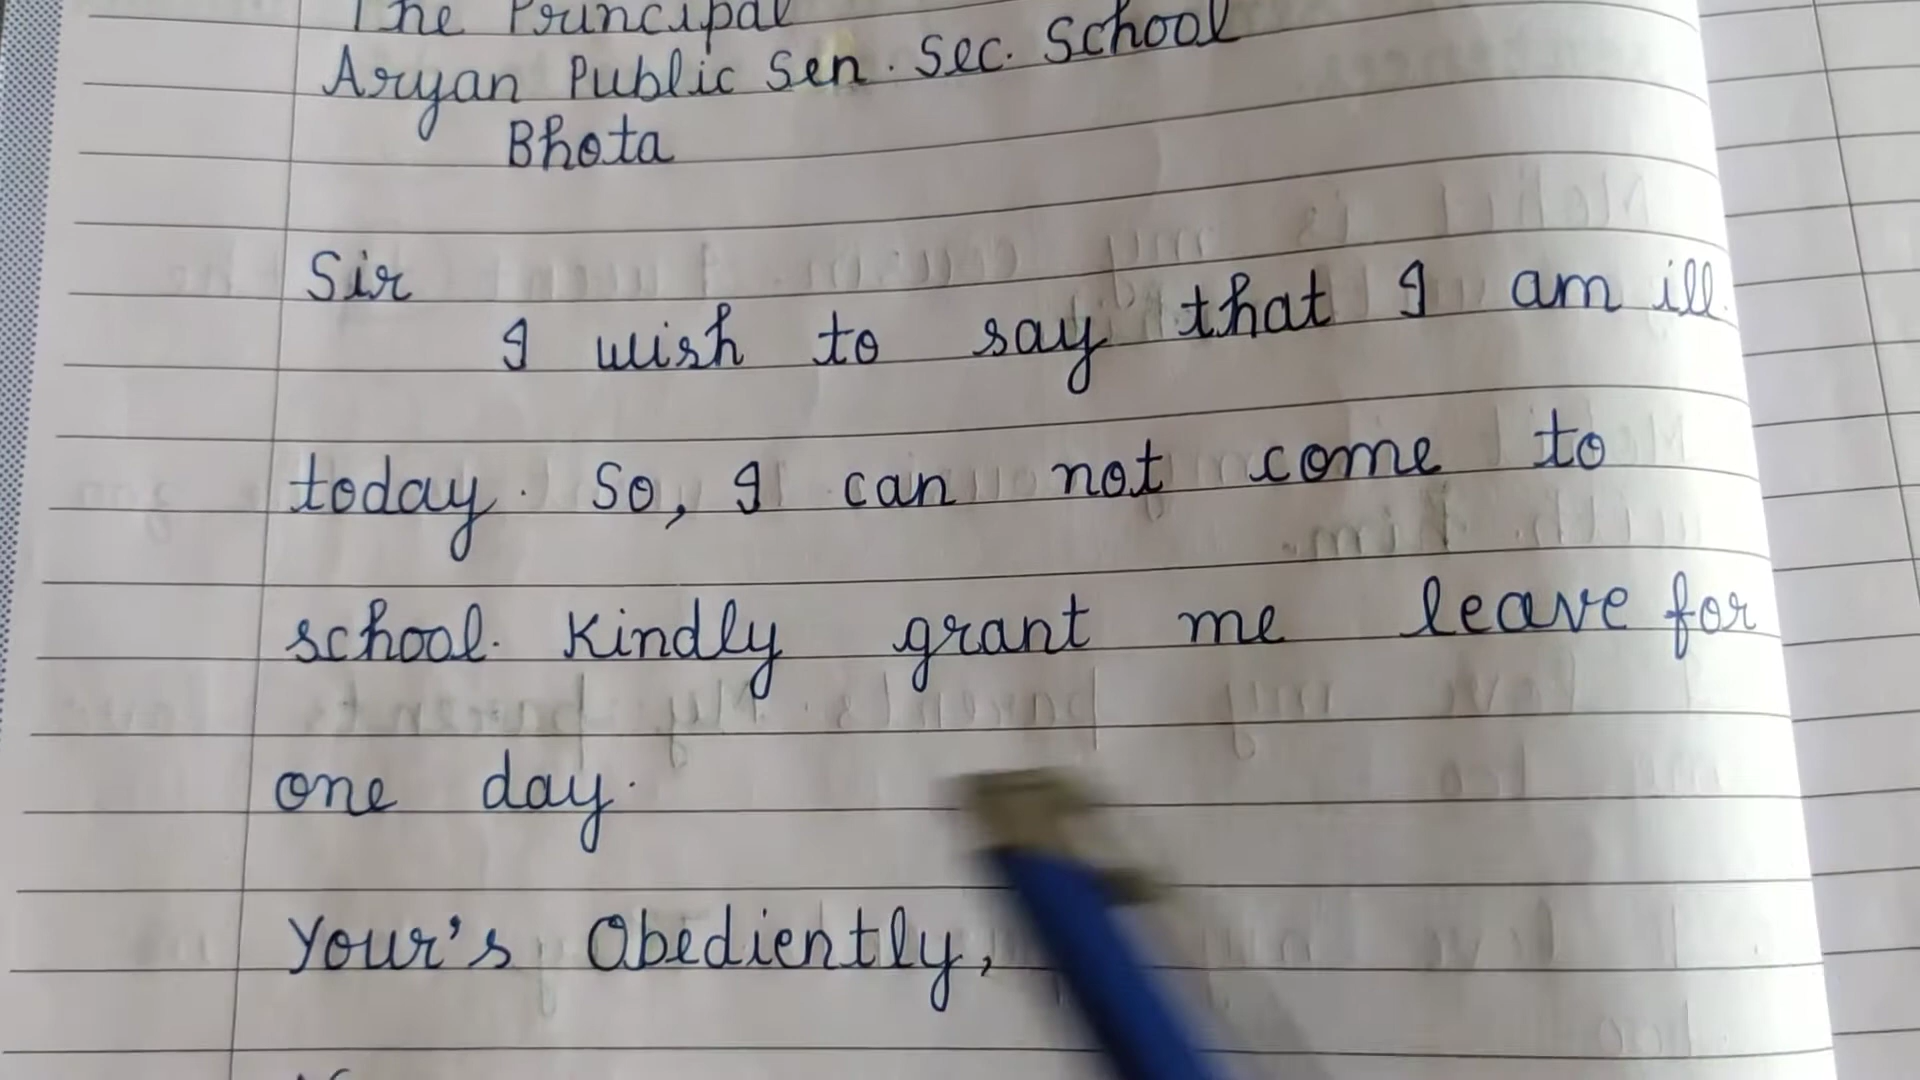 The Principal
Aryan Public Sen. Sec. School
Bhota
Sir
I wish to say that I am ill
today. So, I can not come to
school. Kindly grant me leave for
one day.
Your's Obediently,